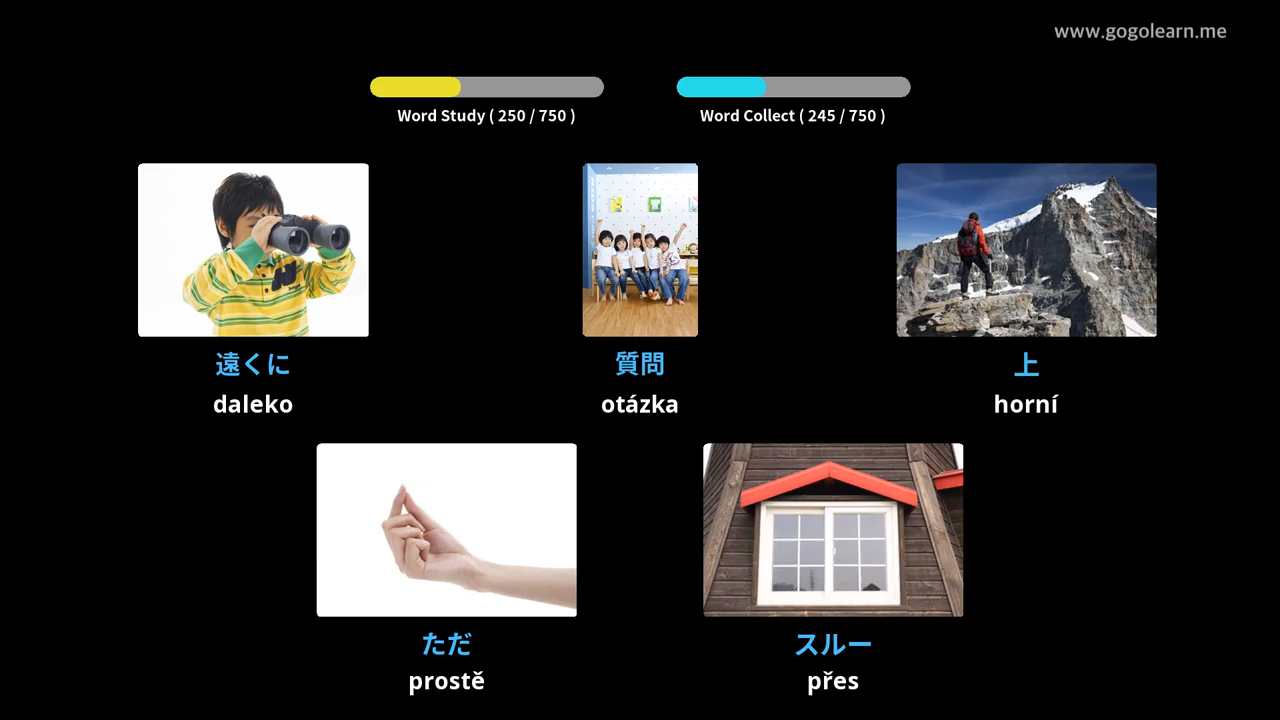 www.gogolearn.me
Word Study ( 250 / 750 )
Word Collect ( 245 / 750 )
遠くに
daleko
質問
otázka
上
horní
ただ
prostě
スルー
přes